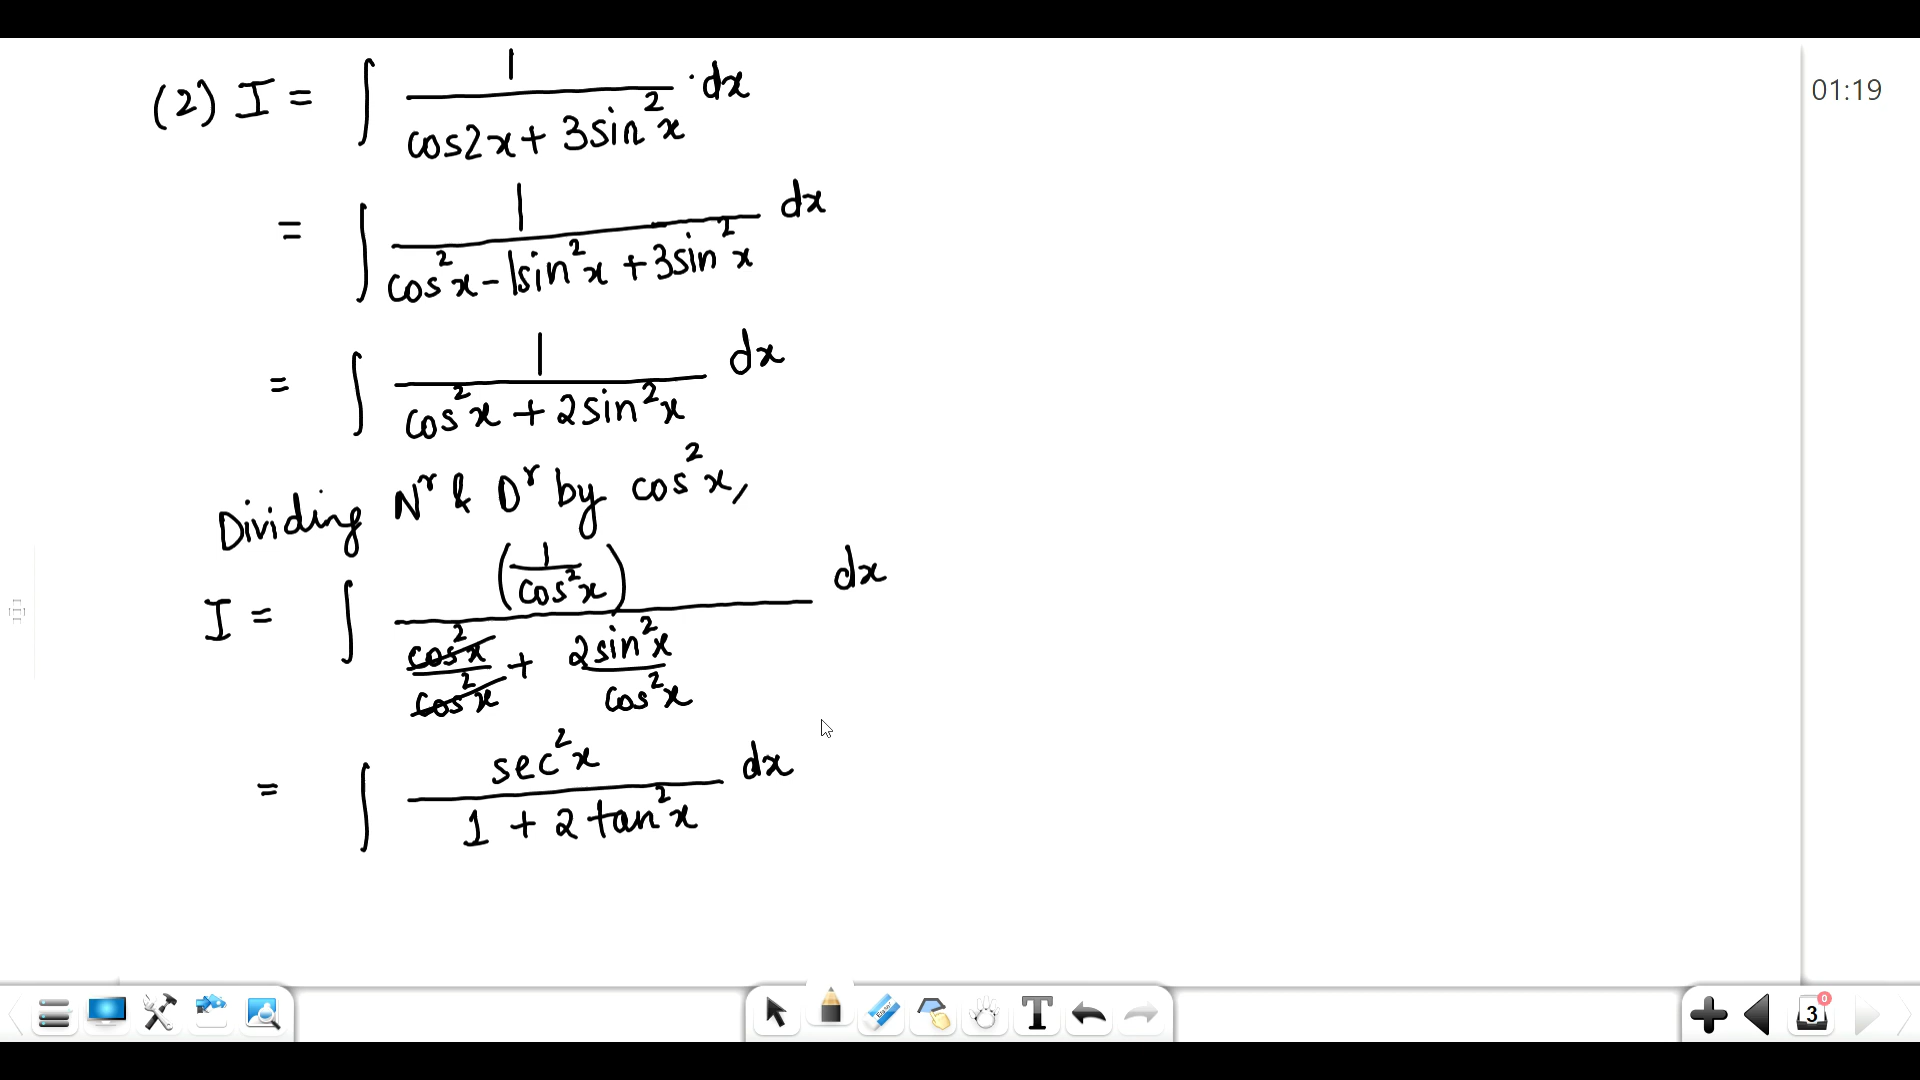 (2) I = ∫ 1/(cos2x + 3sin²x) · dx
= ∫ 1/(cos²x - 1sin²x + 3sin²x) dx
= ∫ 1/(cos²x + 2sin²x) dx
Dividing Nʳ & Dʳ by cos²x,
I = ∫ (1/cos²x)/(cos²x/cos²x + 2sin²x/cos²x) dx
= ∫ sec²x/(1 + 2tan²x) dx
01:19
T
3
0